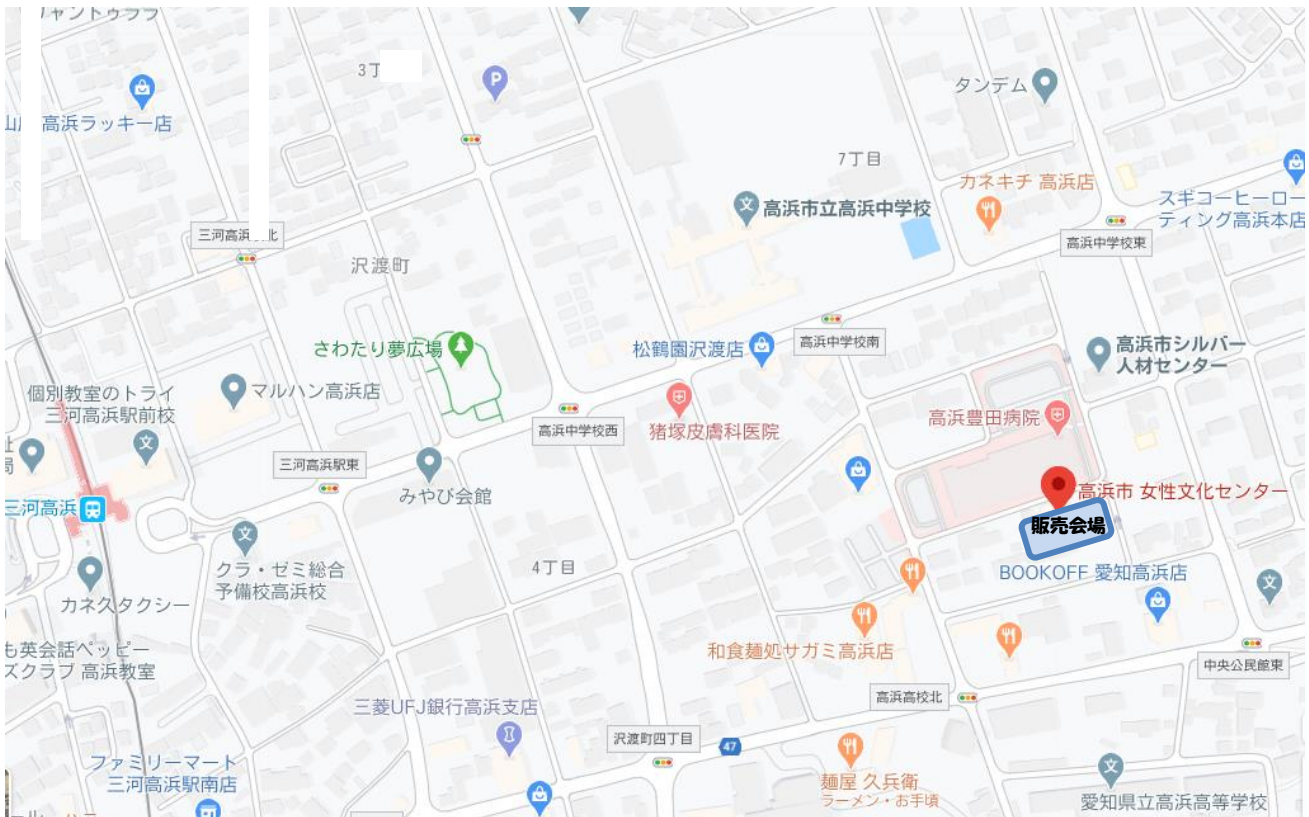 3丁
P
タンデム
高浜ラッキー店
7丁目
カネキチ 高浜店
文
高浜市立高浜中学校
スギコーヒーロー
ティング高浜本店
三河高浜
北
高浜中学校東
沢渡町
さわたり夢広場
松鶴園沢渡店
高浜中学校南
高浜市シルバー
人材センター
個別教室のトライ
三河高浜駅前校
マルハン高浜店
文
高浜中学校西
猪塚皮膚科医院
高浜豊田病院
局
三河高浜駅東
みやび会館
高浜市 女性文化センター
三河高浜
販売会場
文
クラ・ゼミ総合
予備校高浜校
4丁目
BOOKOFF 愛知高浜店
文
カネ久タクシー
も英会話ペッピー
ズクラブ 高浜教室
和食麺処サガミ高浜店
中央公民館東
高浜高校北
三菱UFJ銀行高浜支店
沢渡町四丁目
47
ファミリーマート
三河高浜駅南店
麺屋 久兵衛
ラーメン・お手頃
文
愛知県立高浜高等学校